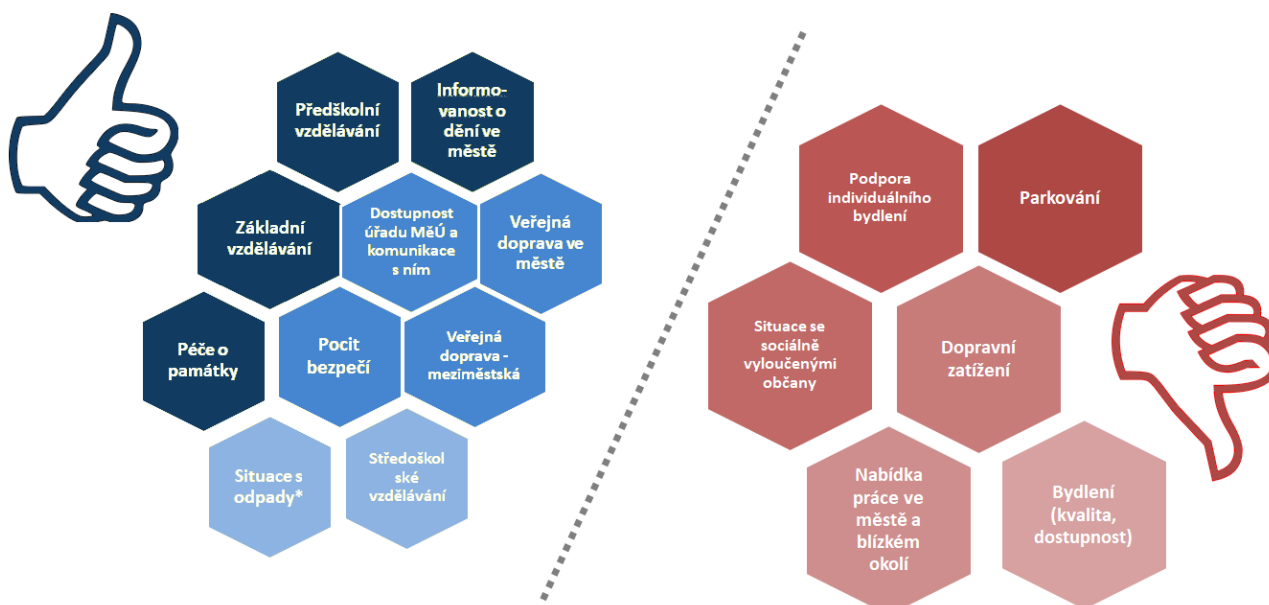 Předškolní
vzdělávání
Informo-
vanost o
dění ve
městě
Základní
vzdělávání
Dostupnost
úřadu MěÚ a
komunikace
s ním
Veřejná
doprava ve
městě
Péče o
památky
Pocit
bezpečí
Veřejná
doprava -
meziměstská
Situace s
odpady*
Středoškol
ské
vzdělávání
Podpora
individuálního
bydlení
Parkování
Situace se
sociálně
vyloučenými
občany
Dopravní
zatížení
Nabídka
práce ve
městě a
blízkém
okolí
Bydlení
(kvalita,
dostupnost)